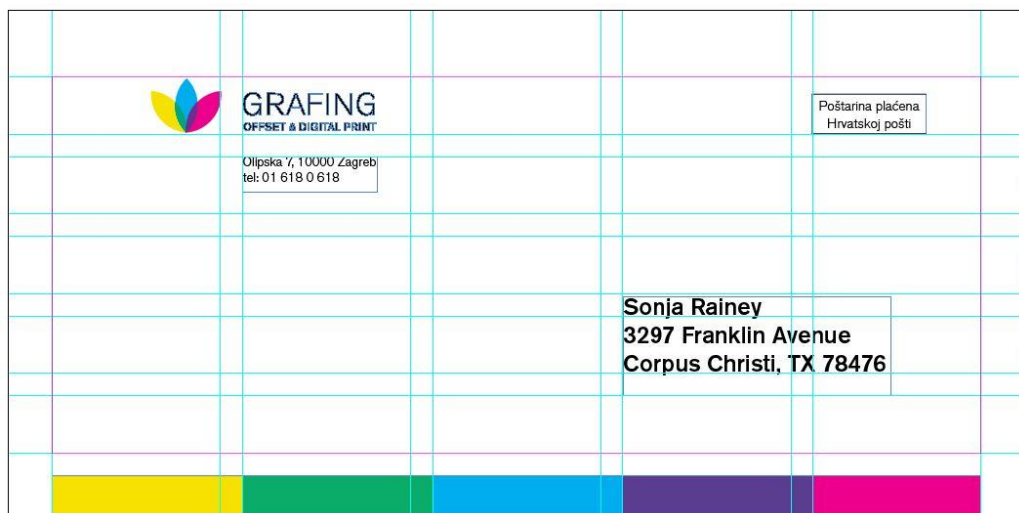 GRAFING
OFFSET & DIGITAL PRINT
Poštarina plaćena
Hrvatskoj pošti
Olipska 7, 10000 Zagreb
tel: 01 618 0 618
Sonja Rainey
3297 Franklin Avenue
Corpus Christi, TX 78476